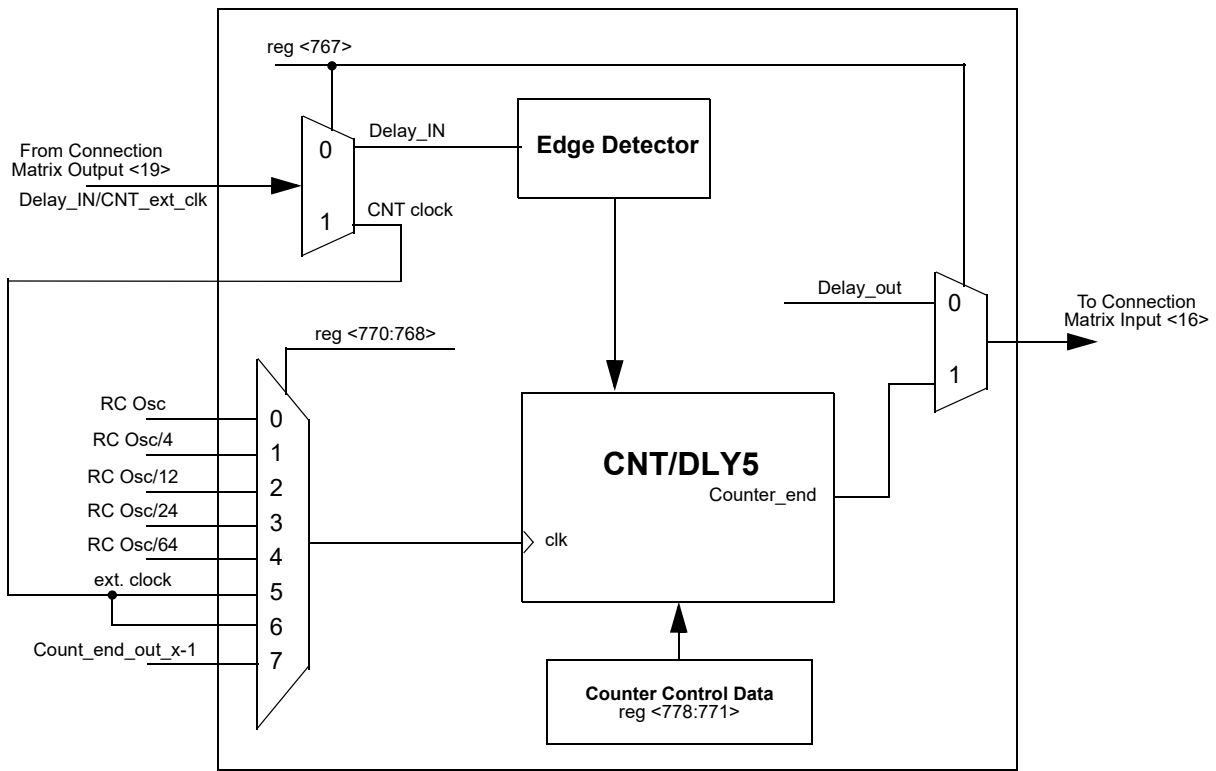 reg <767>
From Connection
Matrix Output <19>
Delay_IN/CNT_ext_clk
0
1
Delay_IN
CNT clock
Edge Detector
Delay_out
0
1
To Connection
Matrix Input <16>
reg <770:768>
RC Osc
RC Osc/4
RC Osc/12
RC Osc/24
RC Osc/64
ext. clock
Count_end_out_x-1
0
1
2
3
4
5
6
7
CNT/DLY5
Counter_end
clk
Counter Control Data
reg <778:771>